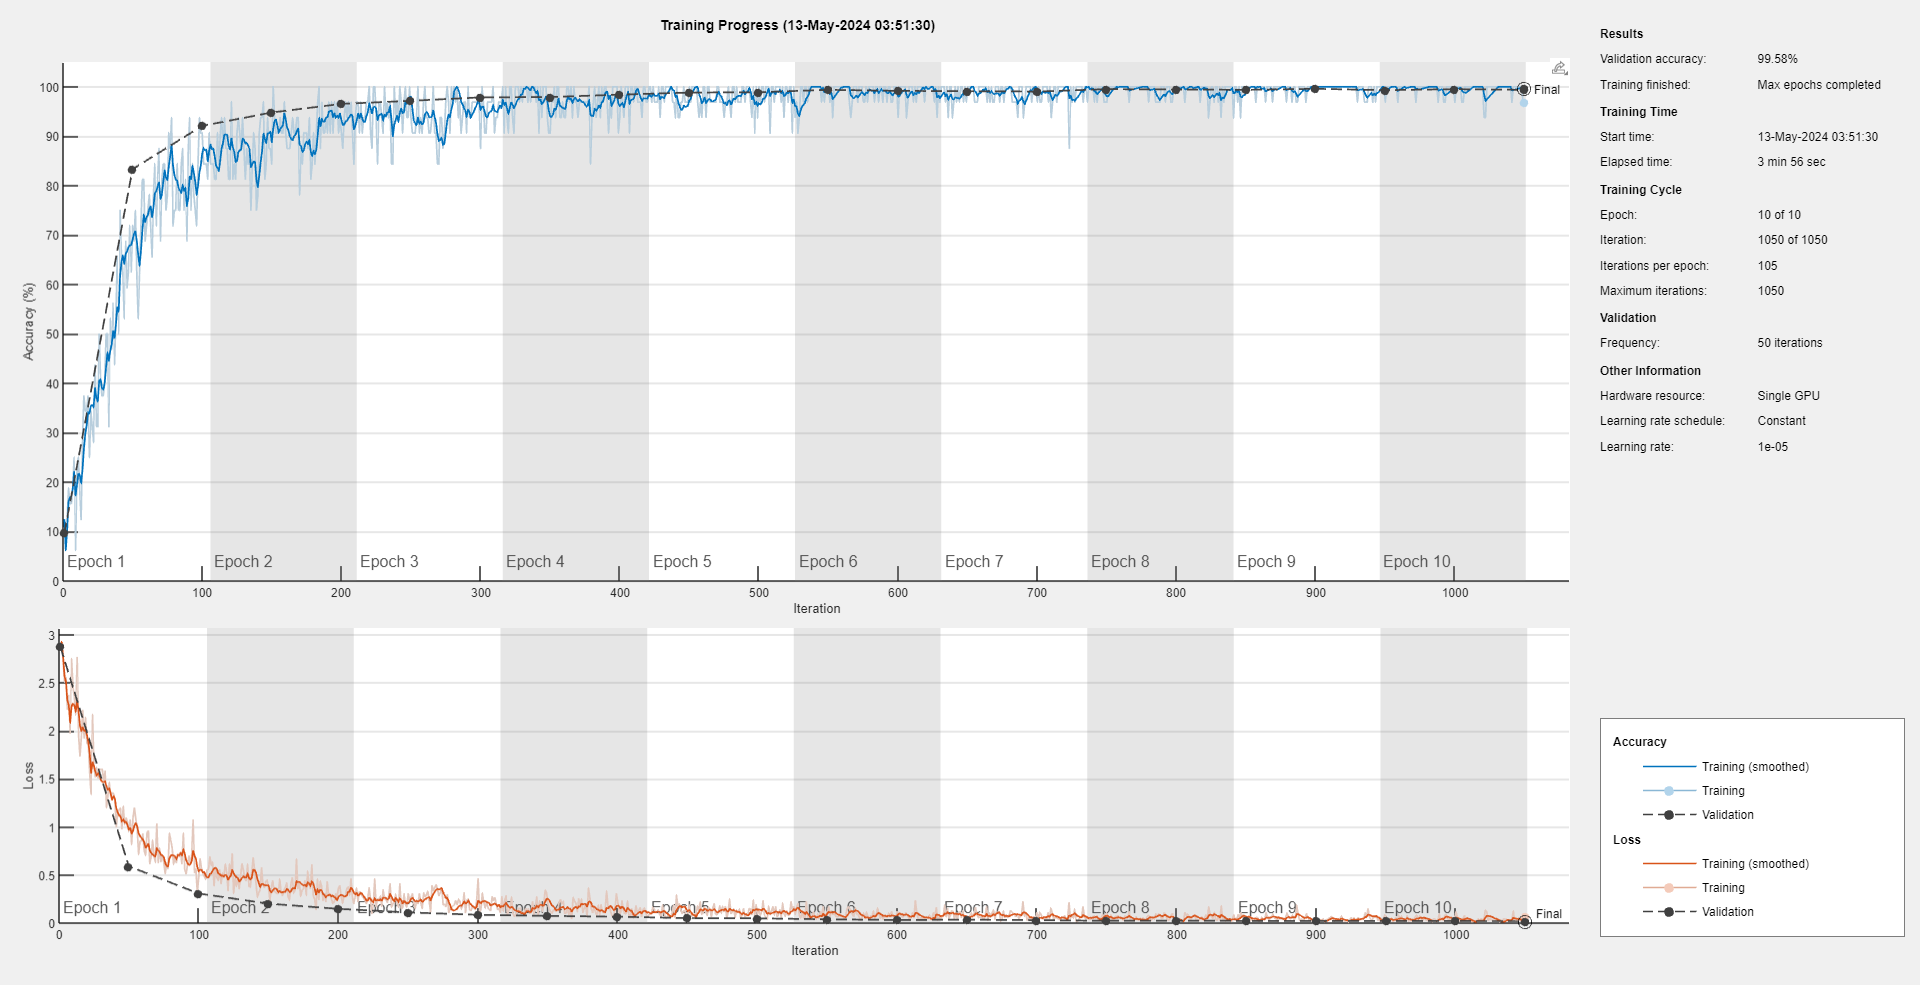 Training Progress (13-May-2024 03:51:30)
100
90
80
70
60
50
40
30
20
10
0
Accuracy (%)
Final
Epoch 1
Epoch 2
Epoch 3
Epoch 4
Epoch 5
Epoch 6
Epoch 7
Epoch 8
Epoch 9
Epoch 10
0 100 200 300 400 500 600 700 800 900 1000
Iteration
3
2.5
2
1.5
1
0.5
0
Loss
Final
Epoch 1
Epoch 2
Epoch 3
Epoch 4
Epoch 5
Epoch 6
Epoch 7
Epoch 8
Epoch 9
Epoch 10
0 100 200 300 400 500 600 700 800 900 1000
Iteration
Results
Validation accuracy: 99.58%
Training finished: Max epochs completed
Training Time
Start time: 13-May-2024 03:51:30
Elapsed time: 3 min 56 sec
Training Cycle
Epoch: 10 of 10
Iteration: 1050 of 1050
Iterations per epoch: 105
Maximum iterations: 1050
Validation
Frequency: 50 iterations
Other Information
Hardware resource: Single GPU
Learning rate schedule: Constant
Learning rate: 1e-05
Accuracy
Training (smoothed)
Training
Validation
Loss
Training (smoothed)
Training
Validation